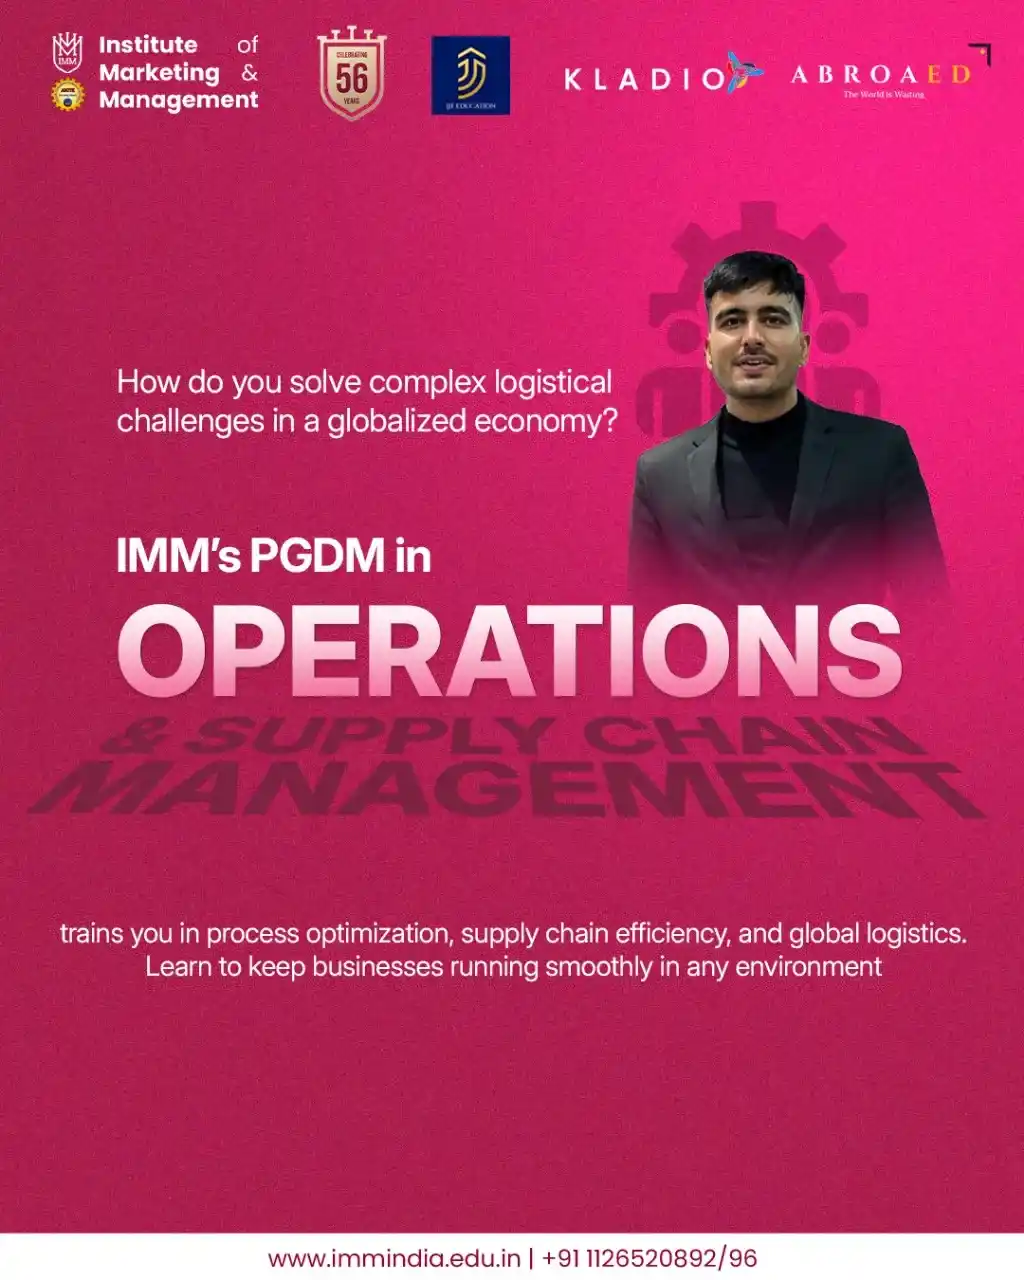 IMM
Institute of
Marketing &
Management
CELEBRATING
56
YEARS
JJF EDUCATION
KLADIO
ABROAED
The World is Waiting
How do you solve complex logistical
challenges in a globalized economy?
IMM’s PGDM in
OPERATIONS
& SUPPLY CHAIN
MANAGEMENT
trains you in process optimization, supply chain efficiency, and global logistics.
Learn to keep businesses running smoothly in any environment
www.immindia.edu.in | +91 1126520892/96